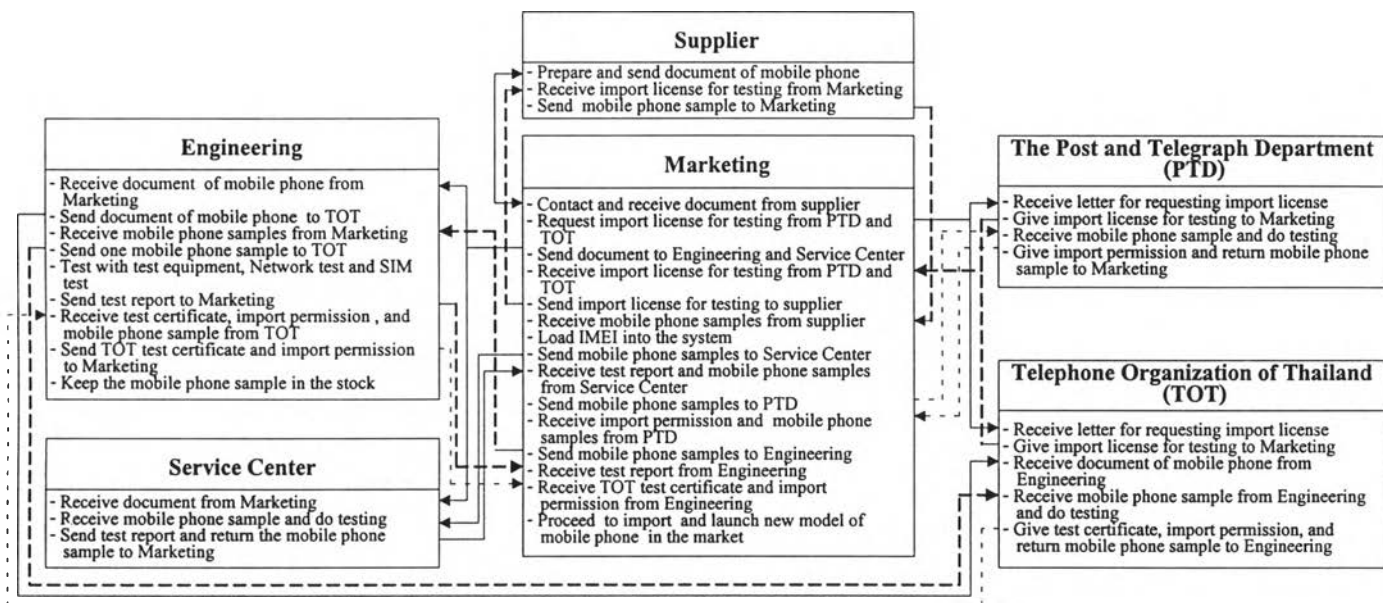 Supplier
- Prepare and send document of mobile phone
- Receive import license for testing from Marketing
- Send mobile phone sample to Marketing
Engineering
- Receive document of mobile phone from
Marketing
- Send document of mobile phone to TOT
- Receive mobile phone samples from Marketing
- Send one mobile phone sample to TOT
- Test with test equipment, Network test and SIM
test
- Send test report to Marketing
- Receive test certificate, import permission , and
mobile phone sample from TOT
- Send TOT test certificate and import permission
to Marketing
- Keep the mobile phone sample in the stock
Service Center
- Receive document from Marketing
- Receive mobile phone sample and do testing
- Send test report and return the mobile phone
sample to Marketing
Marketing
- Contact and receive document from supplier
- Request import license for testing from PTD and
TOT
- Send document to Engineering and Service Center
- Receive import license for testing from PTD and
TOT
- Send import license for testing to supplier
- Receive mobile phone samples from supplier
- Load IMEI into the system
- Send mobile phone samples to Service Center
- Receive test report and mobile phone samples
from Service Center
- Send mobile phone samples to PTD
- Receive import permission and mobile phone
samples from PTD
- Send mobile phone samples to Engineering
- Receive test report from Engineering
- Receive TOT test certificate and import
permission from Engineering
- Proceed to import and launch new model of
mobile phone in the market
The Post and Telegraph Department
(PTD)
- Receive letter for requesting import license
- Give import license for testing to Marketing
- Receive mobile phone sample and do testing
- Give import permission and return mobile phone
sample to Marketing
Telephone Organization of Thailand
(TOT)
- Receive letter for requesting import license
- Give import license for testing to Marketing
- Receive document of mobile phone from
Engineering
- Receive mobile phone sample from Engineering
and do testing
- Give test certificate, import permission, and
return mobile phone sample to Engineering